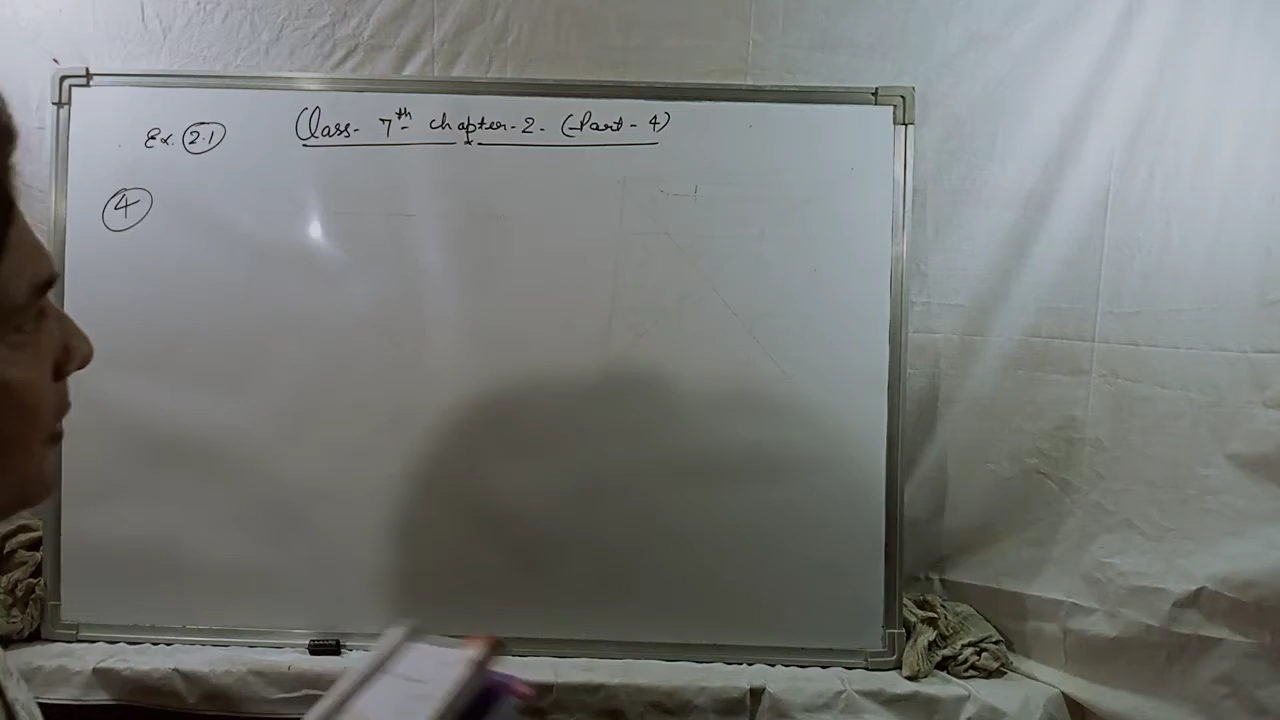 Ex. 2.1 Class- 7th- Chapter-2- (Part-4)
4